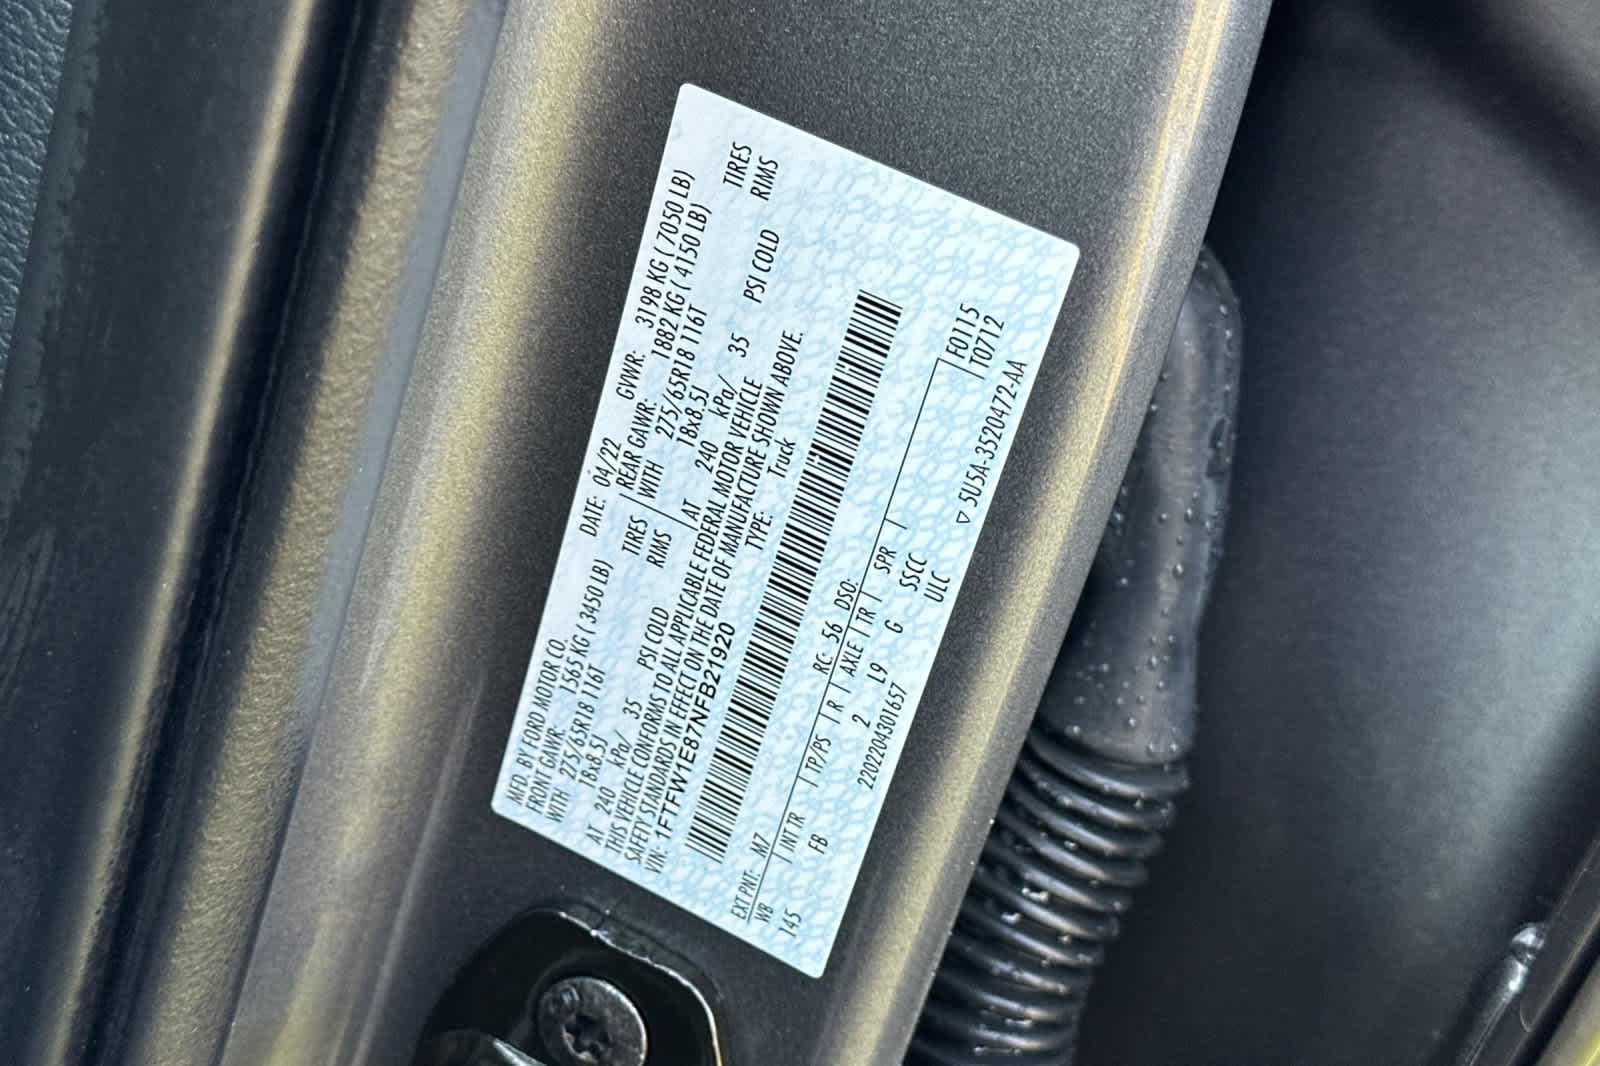 MFD. BY FORD MOTOR CO.
DATE: 04/22 GVWR: 3198 KG ( 7050 LB)
FRONT GAWR: 1565 KG ( 3450 LB) REAR GAWR: 1882 KG ( 4150 LB)
WITH 275/65R18 116T TIRES WITH 275/65R18 116T TIRES
18x8.5J RIMS 18x8.5J RIMS
AT 240 kPa/ 35 PSI COLD AT 240 kPa/ 35 PSI COLD
THIS VEHICLE CONFORMS TO ALL APPLICABLE FEDERAL MOTOR VEHICLE
SAFETY STANDARDS IN EFFECT ON THE DATE OF MANUFACTURE SHOWN ABOVE.
VIN: 1FTFW1E87NFB21920 TYPE: Truck
EXT PNT: M7 RC: 56 DSO: F0115
WB INT TR TP/PS R AXLE TR SPR T0712
145 FB 2 L9 G SSCC
220220430 1657 ULC ▽5U5A-3520472-AA